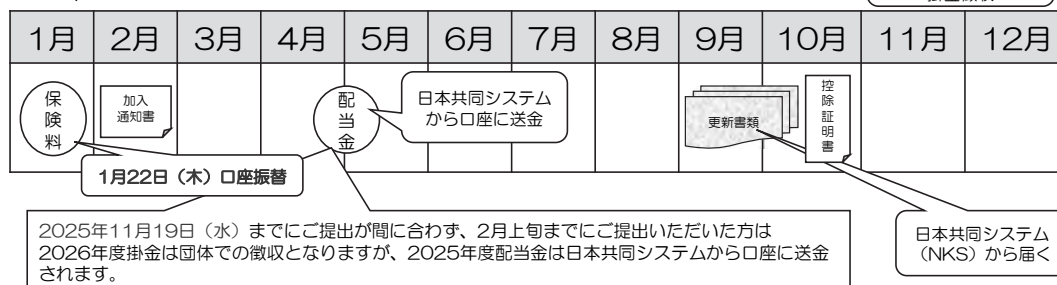 1月 2月 3月 4月 5月 6月 7月 8月 9月 10月 11月 12月
保険料
加入
通知書
配当金
日本共同システム
から口座に送金
更新書類
控除証明書
1月22日（木）口座振替
2025年11月19日（水）までにご提出が間に合わず、2月上旬までにご提出いただいた方は
2026年度掛金は団体での徴収となりますが、2025年度配当金は日本共同システムから口座に送金
されます。
日本共同システム
（NKS）から届く